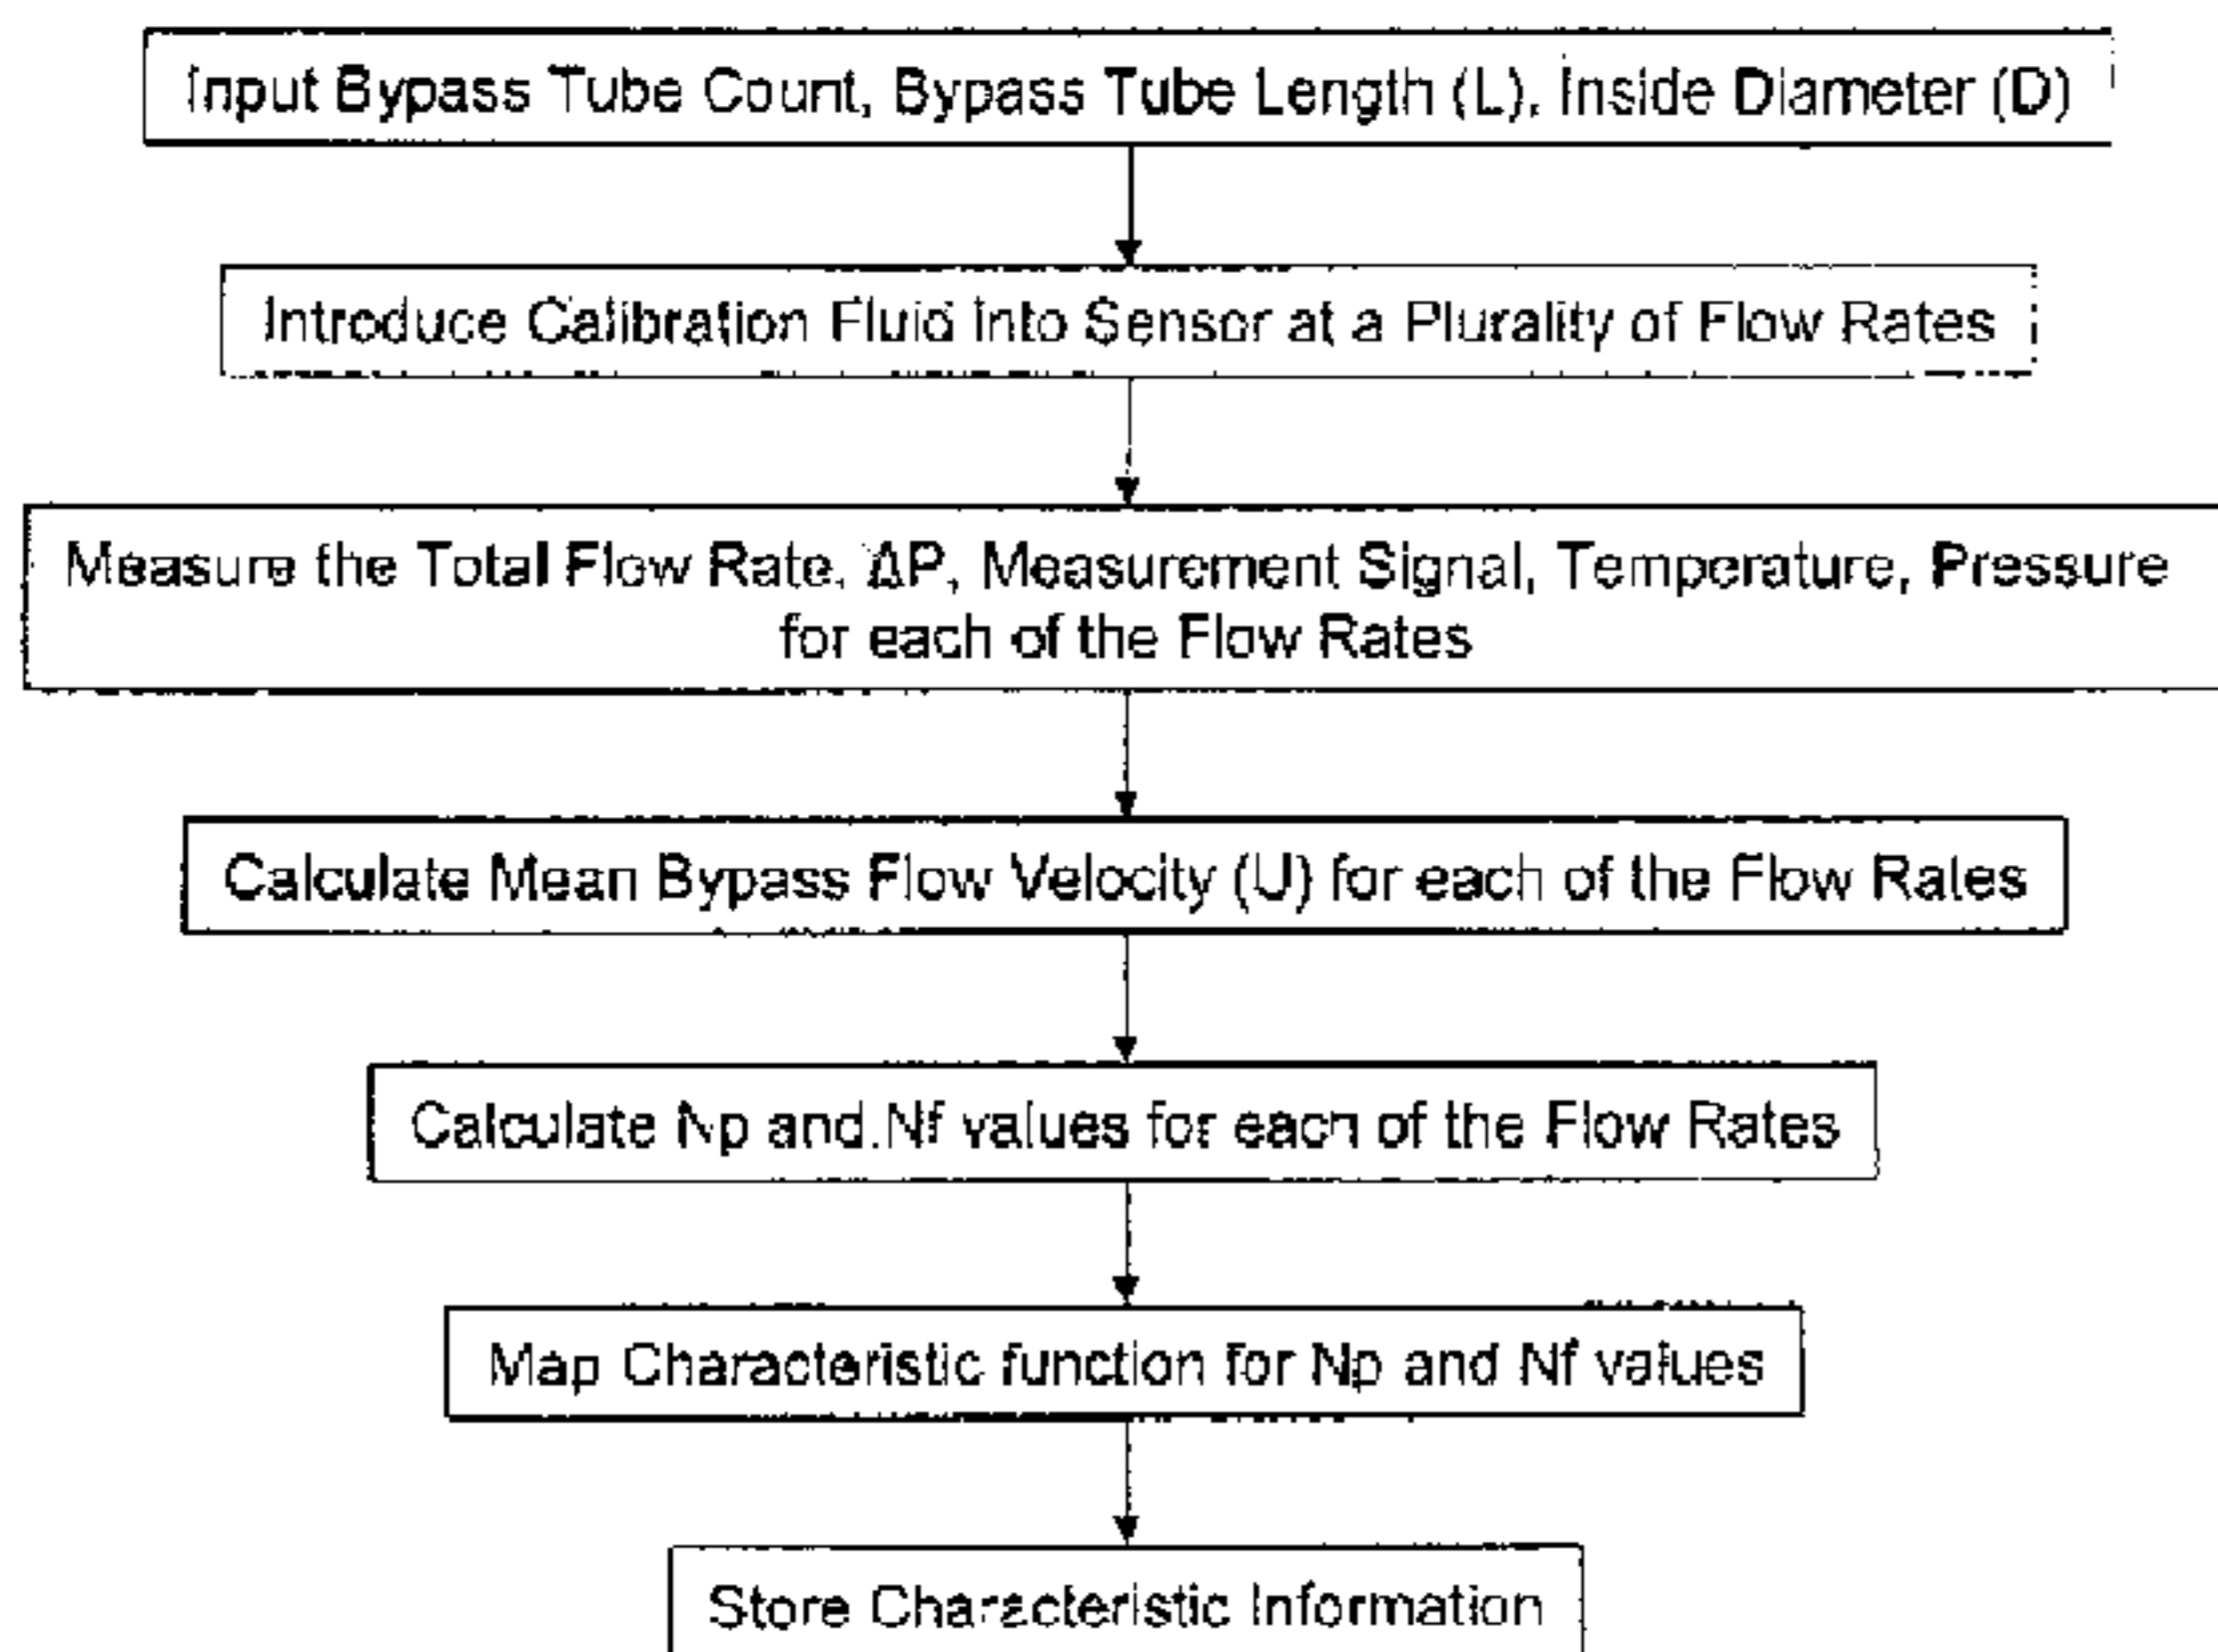 Input Bypass Tube Count, Bypass Tube Length (L), Inside Diameter (D)
Introduce Calibration Fluid into Sensor at a Plurality of Flow Rates
Measure the Total Flow Rate, ΔP, Measurement Signal, Temperature, Pressure
for each of the Flow Rates
Calculate Mean Bypass Flow Velocity (U) for each of the Flow Rates
Calculate Np and Nf values for each of the Flow Rates
Map Characteristic function for Np and Nf values
Store Characteristic Information